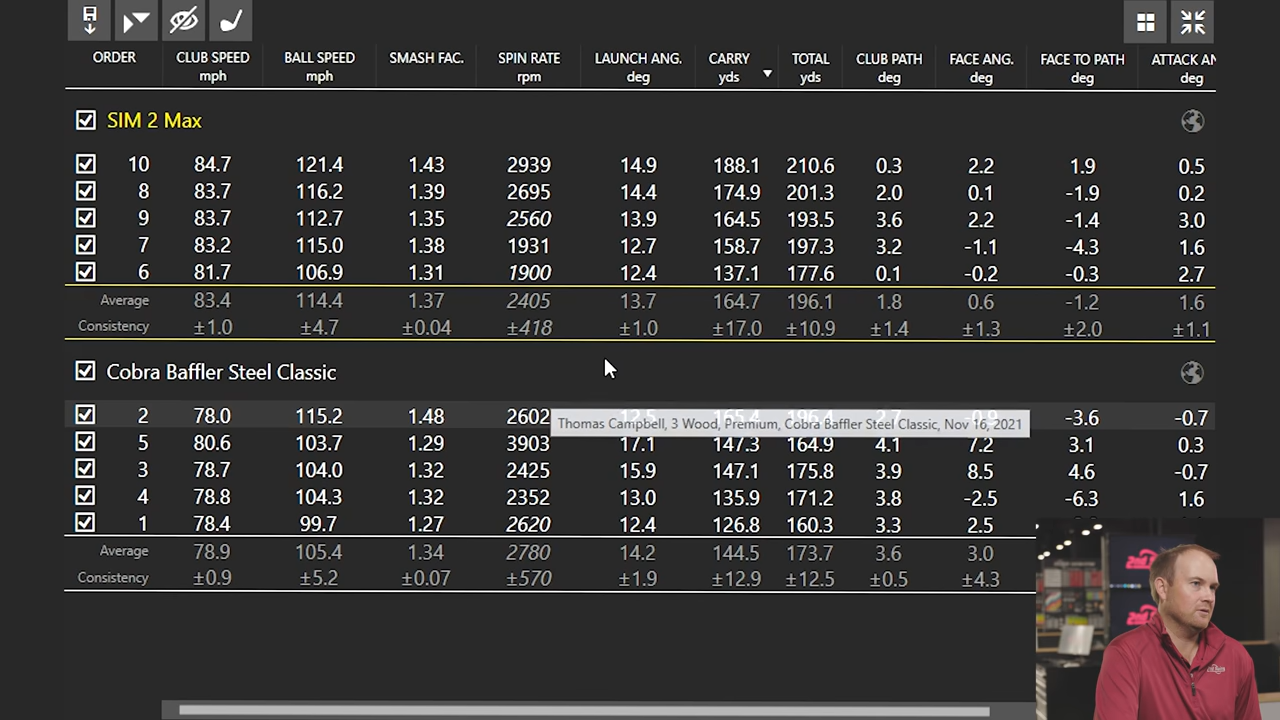 ORDER CLUB SPEED mph BALL SPEED mph SMASH FAC. SPIN RATE rpm LAUNCH ANG. deg CARRY yds TOTAL yds CLUB PATH deg FACE ANG. deg FACE TO PATH deg ATTACK AN deg
SIM 2 Max
10 84.7 121.4 1.43 2939 14.9 188.1 210.6 0.3 2.2 1.9 0.5
8 83.7 116.2 1.39 2695 14.4 174.9 201.3 2.0 0.1 -1.9 0.2
9 83.7 112.7 1.35 2560 13.9 164.5 193.5 3.6 2.2 -1.4 3.0
7 83.2 115.0 1.38 1931 12.7 158.7 197.3 3.2 -1.1 -4.3 1.6
6 81.7 106.9 1.31 1900 12.4 137.1 177.6 0.1 -0.2 -0.3 2.7
Average 83.4 114.4 1.37 2405 13.7 164.7 196.1 1.8 0.6 -1.2 1.6
Consistency ±1.0 ±4.7 ±0.04 ±418 ±1.0 ±17.0 ±10.9 ±1.4 ±1.3 ±2.0 ±1.1
Cobra Baffler Steel Classic
2 78.0 115.2 1.48 2602 12.5 165.4 196.4 2.7 -0.9 -3.6 -0.7
Thomas Campbell, 3 Wood, Premium, Cobra Baffler Steel Classic, Nov 16, 2021
5 80.6 103.7 1.29 3903 17.1 147.3 164.9 4.1 7.2 3.1 0.3
3 78.7 104.0 1.32 2425 15.9 147.1 175.8 3.9 8.5 4.6 -0.7
4 78.8 104.3 1.32 2352 13.0 135.9 171.2 3.8 -2.5 -6.3 1.6
1 78.4 99.7 1.27 2620 12.4 126.8 160.3 3.3 2.5
Average 78.9 105.4 1.34 2780 14.2 144.5 173.7 3.6 3.0
Consistency ±0.9 ±5.2 ±0.07 ±570 ±1.9 ±12.9 ±12.5 ±0.5 ±4.3